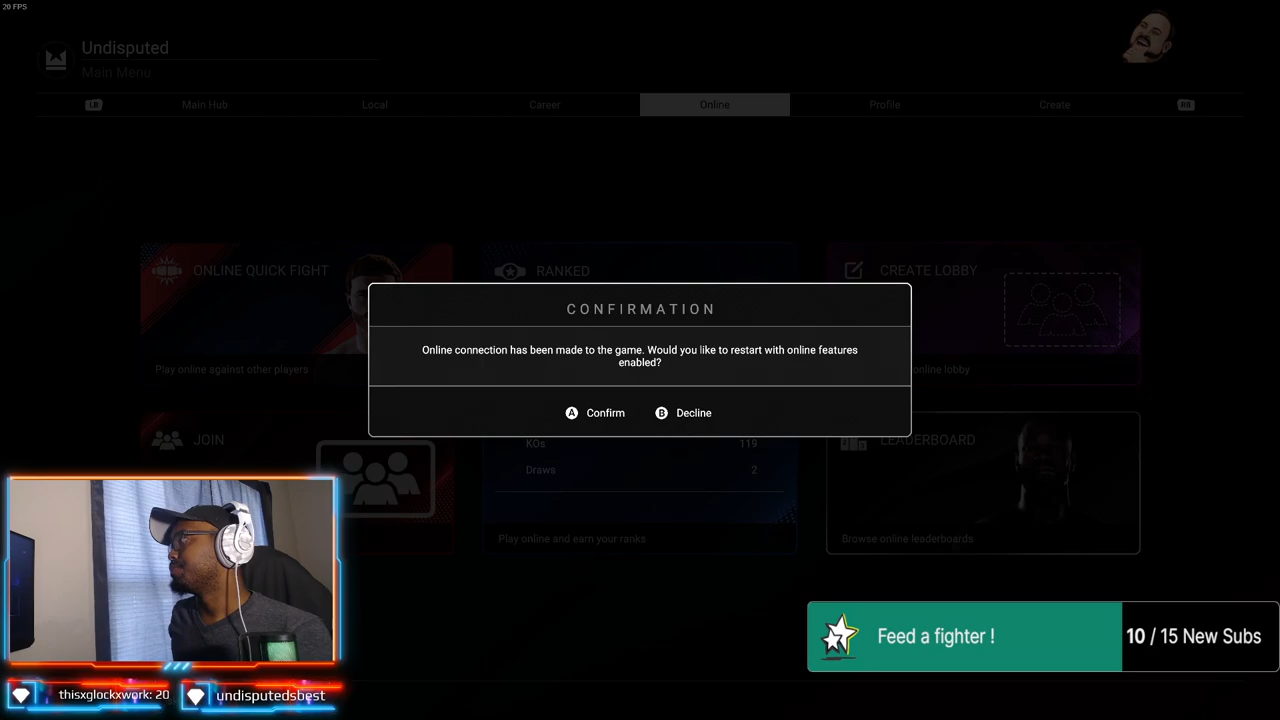 20 FPS
Undisputed
Main Menu
LB
Main Hub
Local
Career
Online
Profile
Create
RB
ONLINE QUICK FIGHT
RANKED
CREATE LOBBY
CONFIRMATION
Online connection has been made to the game. Would you like to restart with online features
enabled?
A Confirm
B Decline
Play online against other players
online lobby
JOIN
KOs 119
Draws 2
LEADERBOARD
Play online and earn your ranks
Browse online leaderboards
Feed a fighter !
10 / 15 New Subs
thisxglockxwork: 20
undisputedsbest